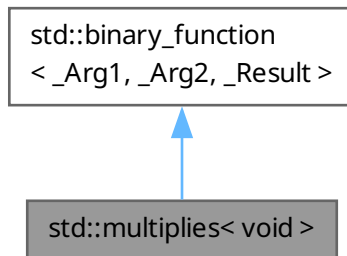 std::binary_function
< _Arg1, _Arg2, _Result >
std::multiplies< void >